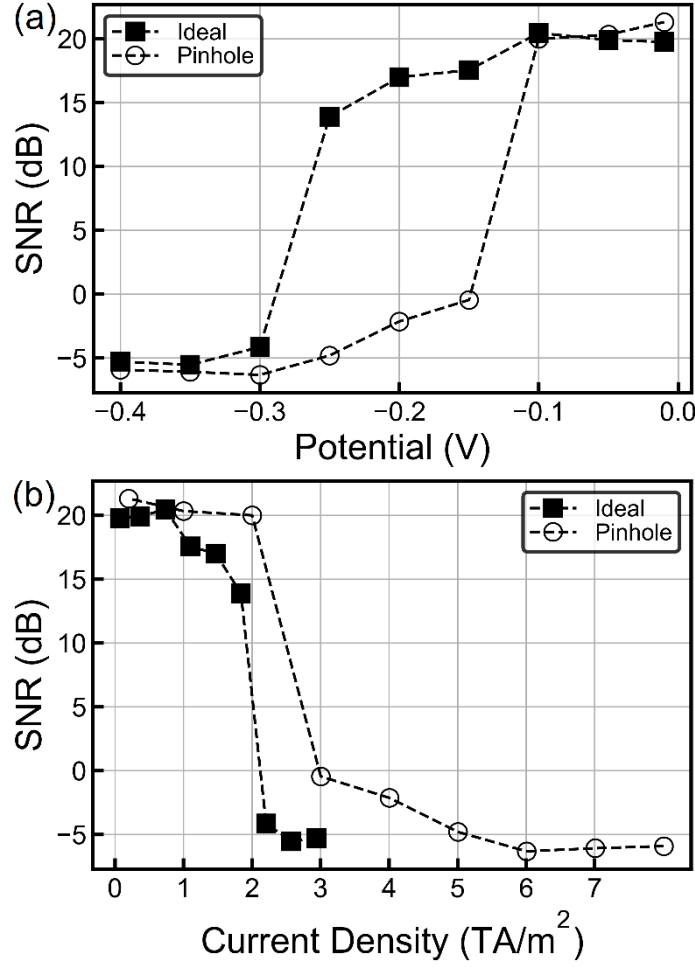 (a)
Ideal
Pinhole
20
15
10
5
0
−5
SNR (dB)
−0.4 −0.3 −0.2 −0.1 0.0
Potential (V)
(b)
Ideal
Pinhole
20
15
10
5
0
−5
SNR (dB)
0 1 2 3 4 5 6 7
Current Density (TA/m²)